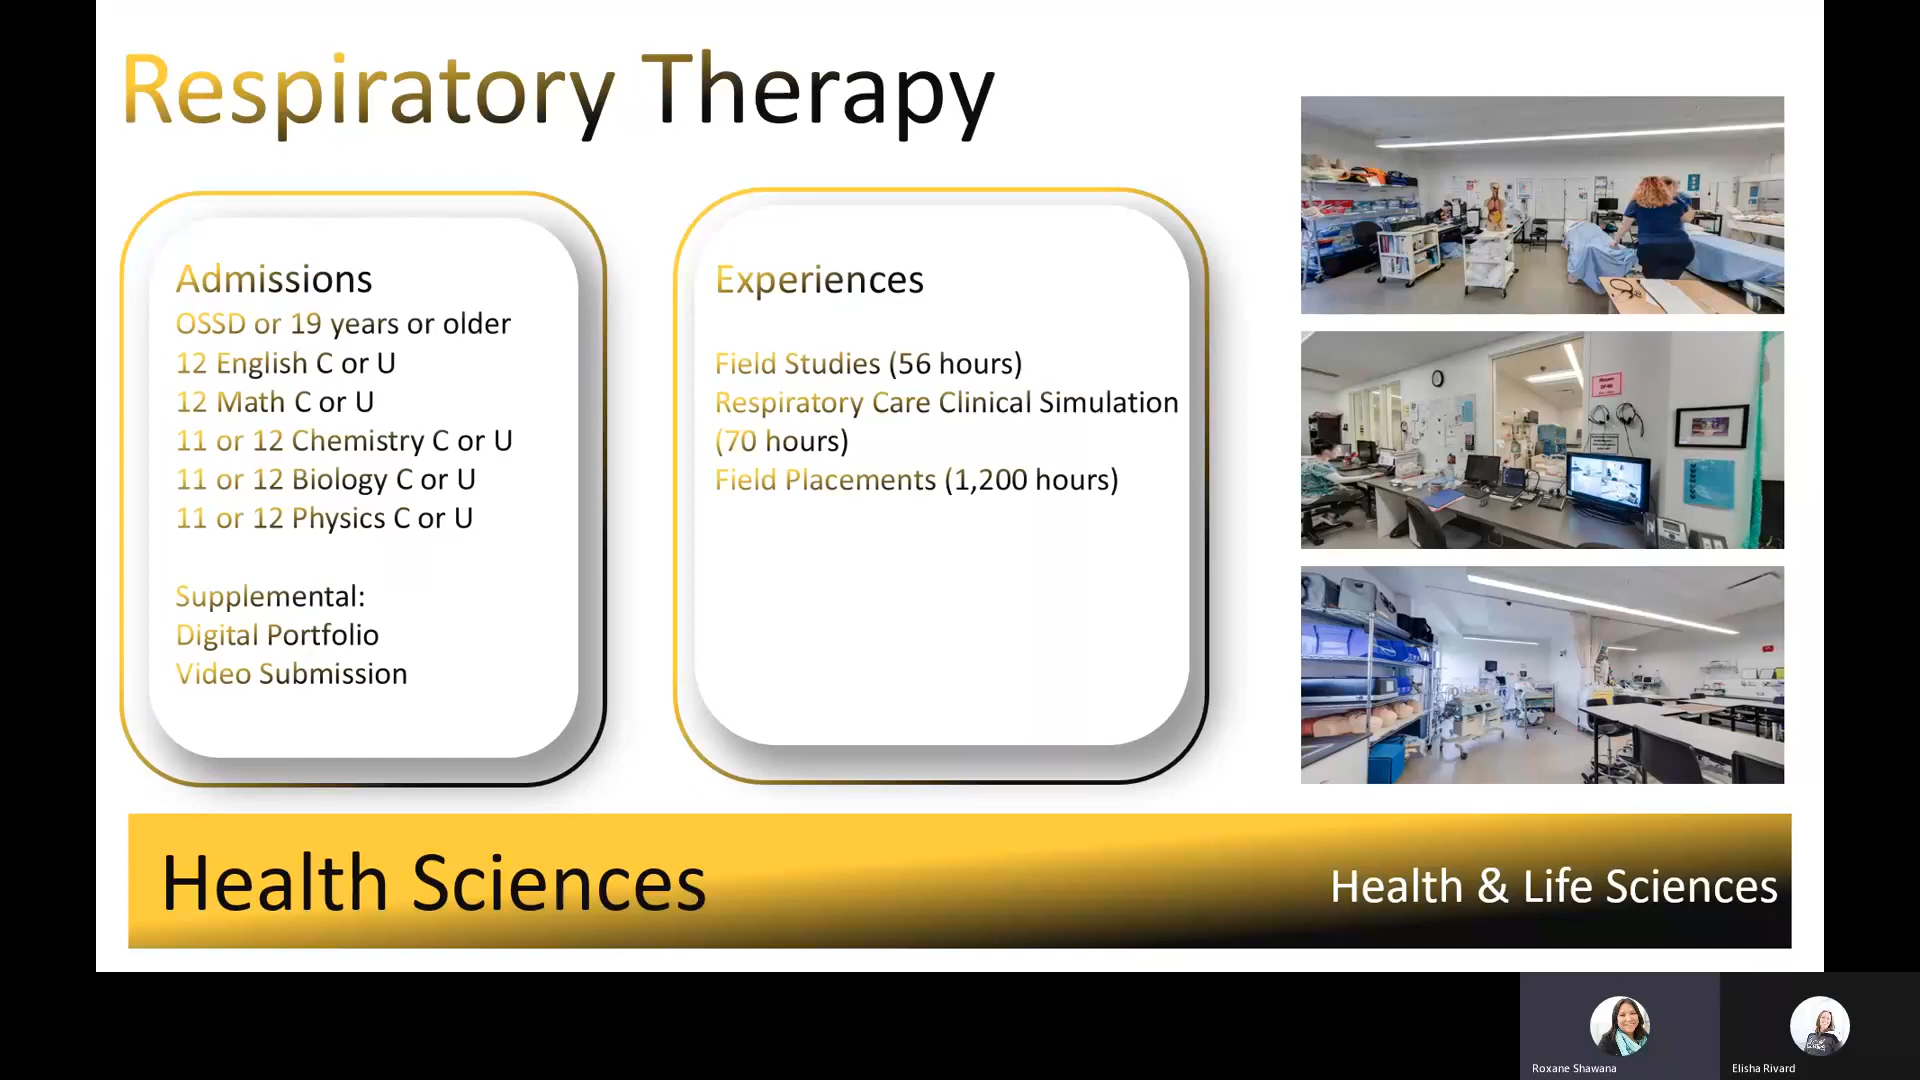 Respiratory Therapy
Admissions
OSSD or 19 years or older
12 English C or U
12 Math C or U
11 or 12 Chemistry C or U
11 or 12 Biology C or U
11 or 12 Physics C or U
Supplemental:
Digital Portfolio
Video Submission
Experiences
Field Studies (56 hours)
Respiratory Care Clinical Simulation
(70 hours)
Field Placements (1,200 hours)
Health Sciences
Health & Life Sciences
Roxane Shawana
Elisha Rivard